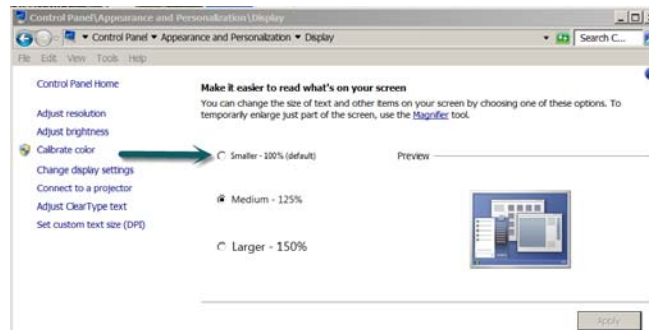 Control Panel\Appearance and Personalization\Display
Control Panel ▾ Appearance and Personalization ▾ Display
Search C...
File Edit View Tools Help
Control Panel Home
Adjust resolution
Adjust brightness
Calibrate color
Change display settings
Connect to a projector
Adjust ClearType text
Set custom text size (DPI)
Make it easier to read what's on your screen
You can change the size of text and other items on your screen by choosing one of these options. To
temporarily enlarge just part of the screen, use the Magnifier tool.
Smaller - 100% (default)
Preview
Medium - 125%
Larger - 150%
Apply